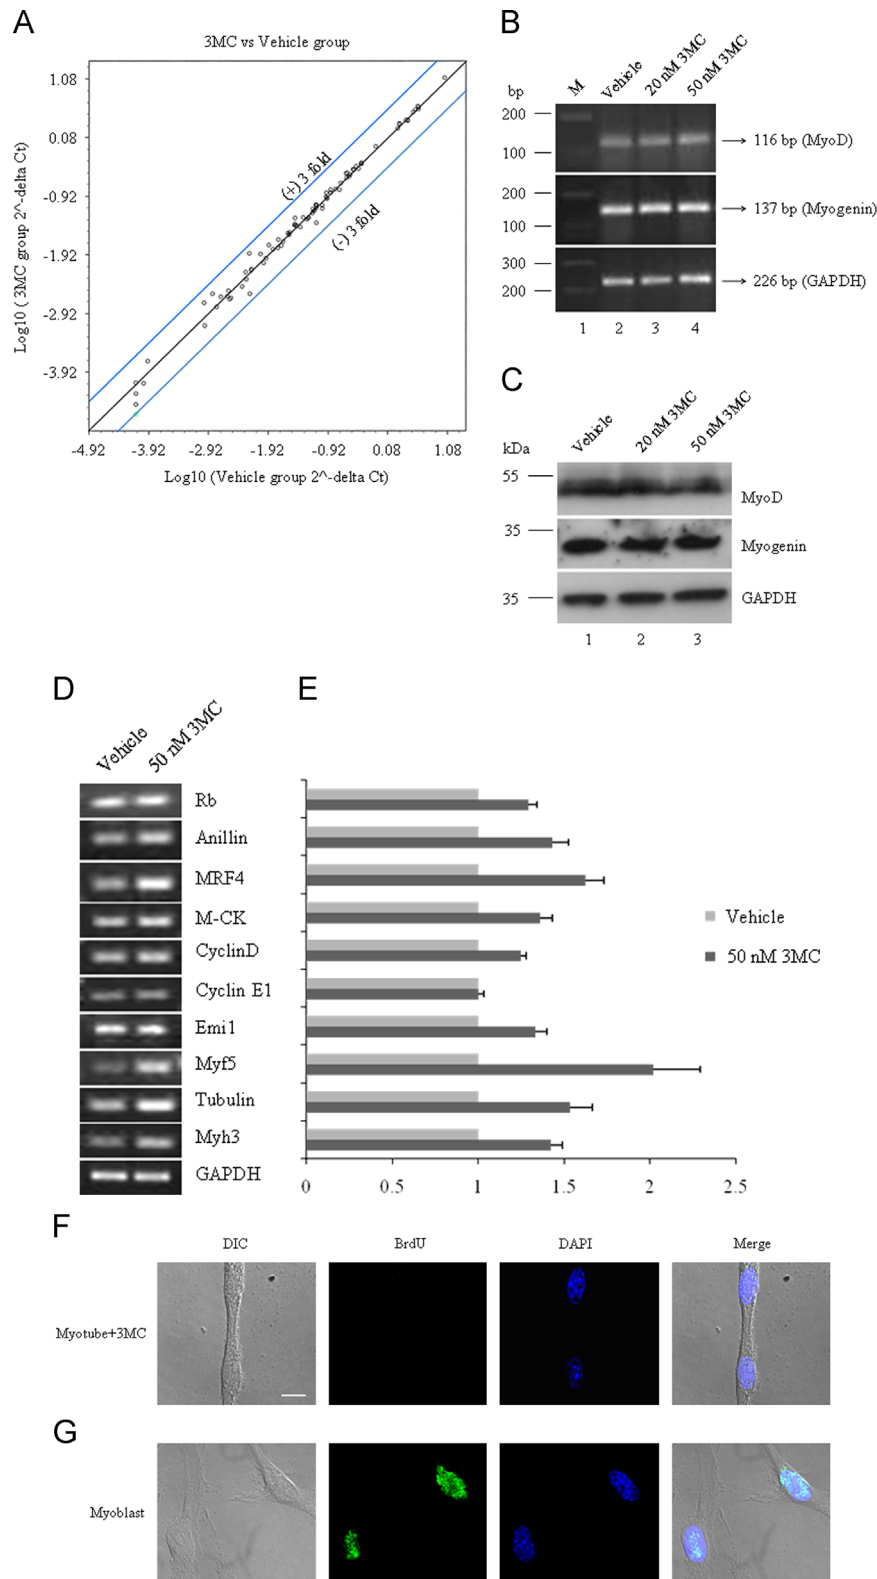 A
3MC vs Vehicle group
1.08
0.08
-0.92
-1.92
-2.92
-3.92
(+) 3 fold
(-) 3 fold
-4.92 -3.92 -2.92 -1.92 -0.92 0.08 1.08
Log10 (Vehicle group 2^-delta Ct)
Log10 ( 3MC group 2^-delta Ct)
B
bp M Vehicle 20 nM 3MC 50 nM 3MC
200
100
116 bp (MyoD)
200
100
137 bp (Myogenin)
300
200
226 bp (GAPDH)
1 2 3 4
C
kDa Vehicle 20 nM 3MC 50 nM 3MC
55
MyoD
35
Myogenin
35
GAPDH
1 2 3
D
Vehicle 50 nM 3MC
Rb
Anillin
MRF4
M-CK
CyclinD
Cyclin E1
Emi1
Myf5
Tubulin
Myh3
GAPDH
E
Vehicle
50 nM 3MC
0 0.5 1 1.5 2 2.5
F
DIC BrdU DAPI Merge
Myotube+3MC
G
Myoblast